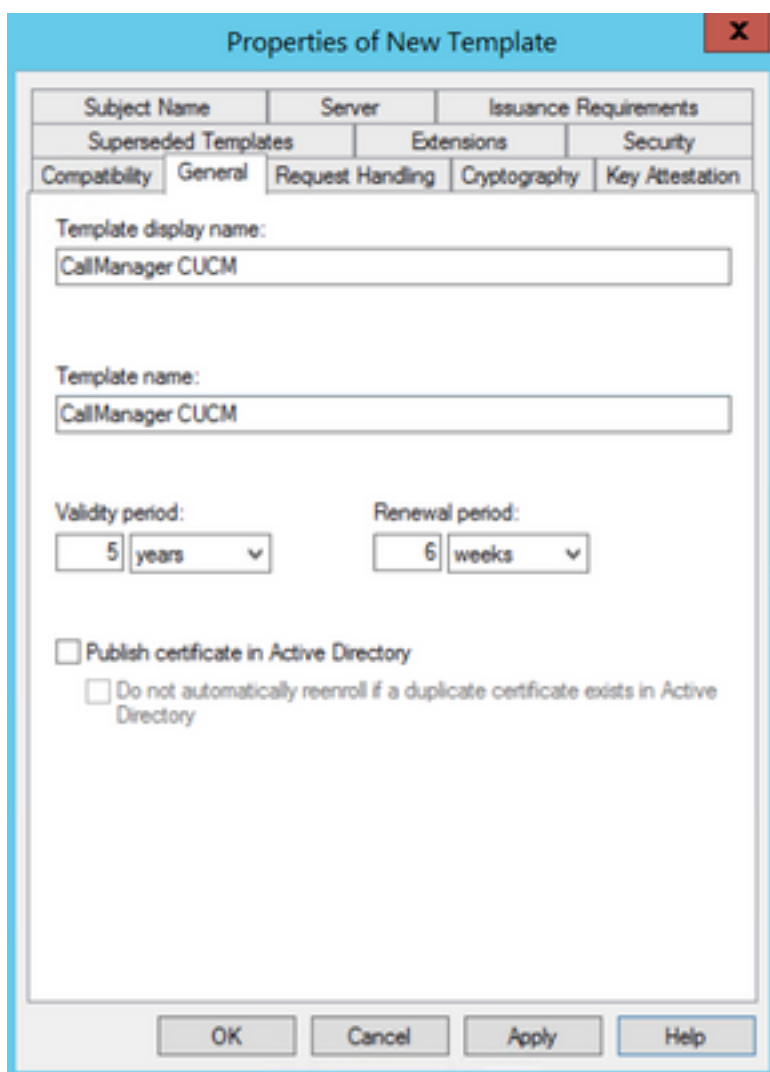 Properties of New Template
x
Subject Name Server Issuance Requirements
Superseded Templates Extensions Security
Compatibility General Request Handling Cryptography Key Attestation
Template display name:
CallManager CUCM
Template name:
CallManager CUCM
Validity period: Renewal period:
5 years 6 weeks
Publish certificate in Active Directory
Do not automatically reenroll if a duplicate certificate exists in Active
Directory
OK Cancel Apply Help